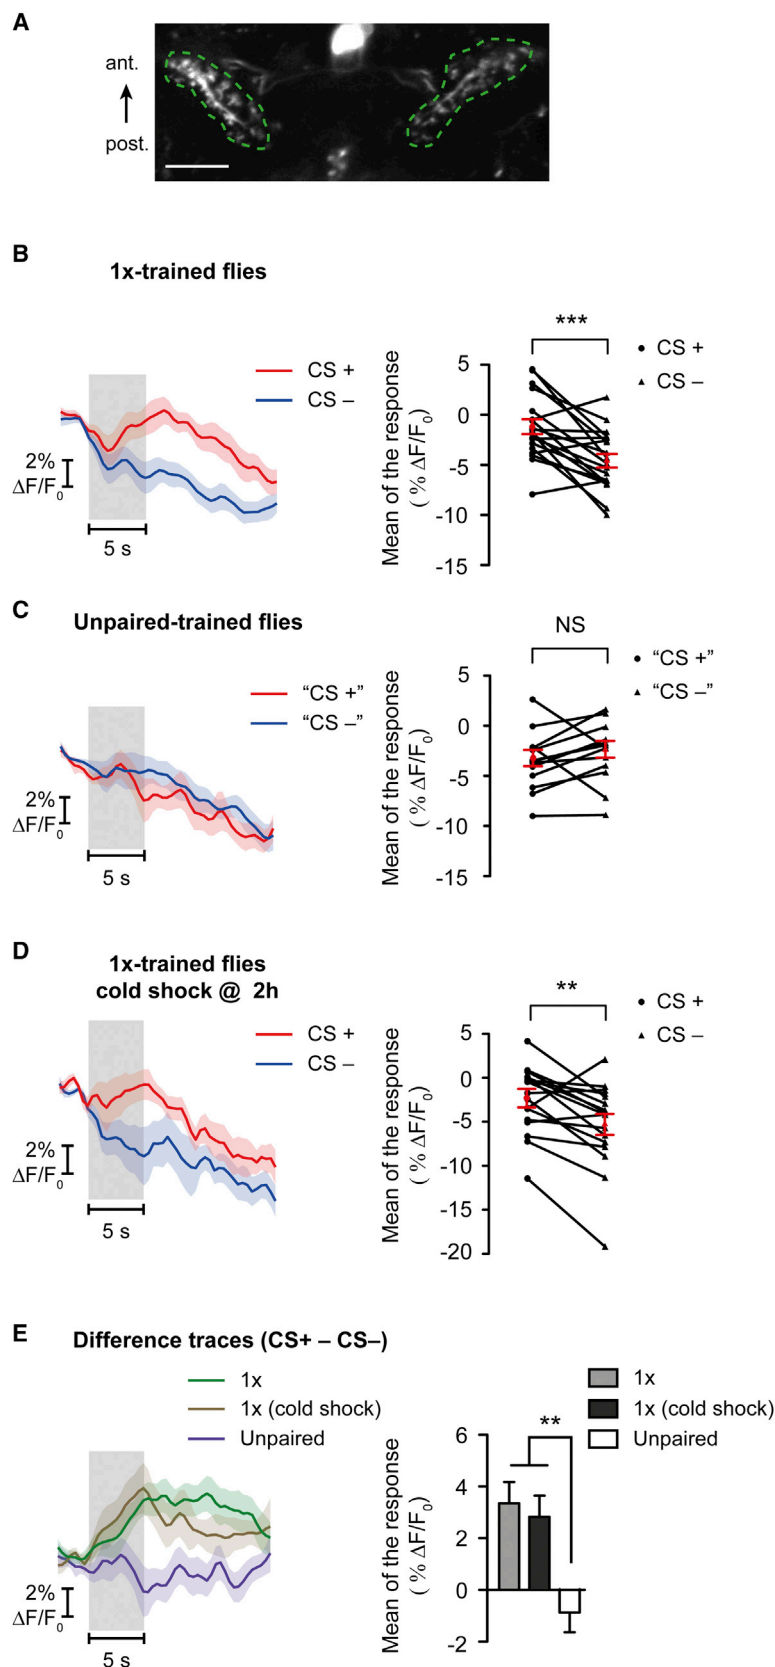 A
ant.
post.
B
1x-trained flies
CS +
CS –
2%
ΔF/F0
5 s
Mean of the response
( % ΔF/F0)
5
0
-5
-10
-15
***
CS +
CS –
C
Unpaired-trained flies
“CS +”
“CS –”
2%
ΔF/F0
5 s
Mean of the response
( % ΔF/F0)
5
0
-5
-10
-15
NS
“CS +”
“CS –”
D
1x-trained flies
cold shock @ 2h
CS +
CS –
2%
ΔF/F0
5 s
Mean of the response
( % ΔF/F0)
5
0
-5
-10
-15
-20
**
CS +
CS –
E
Difference traces (CS+ – CS–)
1x
1x (cold shock)
Unpaired
2%
ΔF/F0
5 s
Mean of the response
( % ΔF/F0)
6
4
2
0
-2
**
1x
1x (cold shock)
Unpaired